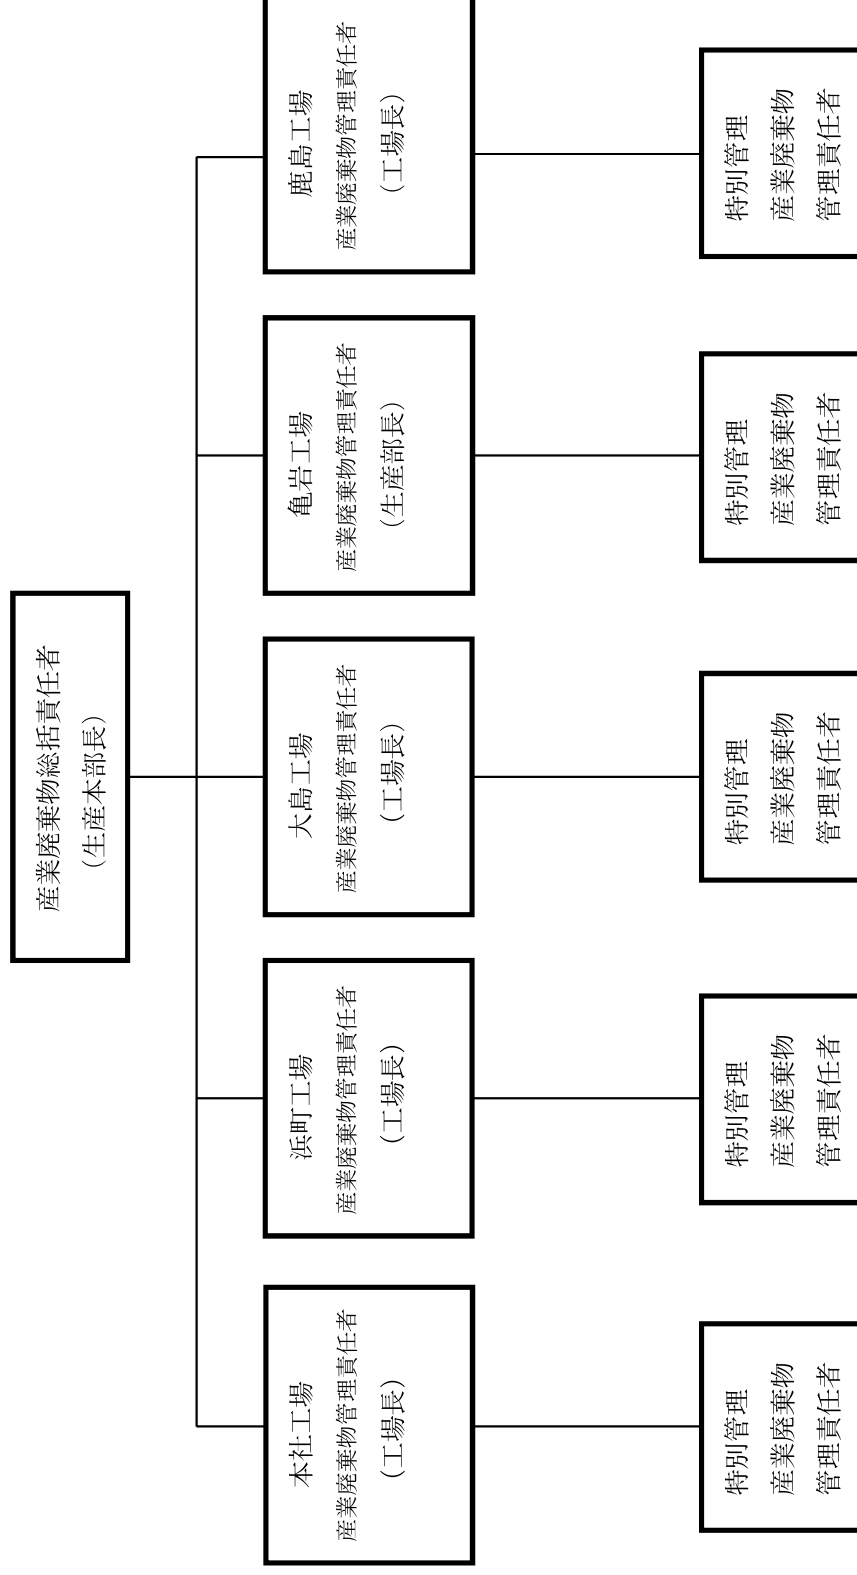 産業廃棄物総括責任者
(生産本部長)
本社工場
産業廃棄物管理責任者
(工場長)
浜町工場
産業廃棄物管理責任者
(工場長)
大島工場
産業廃棄物管理責任者
(工場長)
亀岩工場
産業廃棄物管理責任者
(生産部長)
鹿島工場
産業廃棄物管理責任者
(工場長)
特別管理
産業廃棄物
管理責任者
特別管理
産業廃棄物
管理責任者
特別管理
産業廃棄物
管理責任者
特別管理
産業廃棄物
管理責任者
特別管理
産業廃棄物
管理責任者